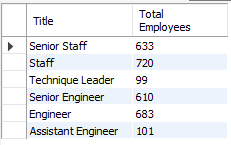 Title Total Employees
Senior Staff 633
Staff 720
Technique Leader 99
Senior Engineer 610
Engineer 683
Assistant Engineer 101